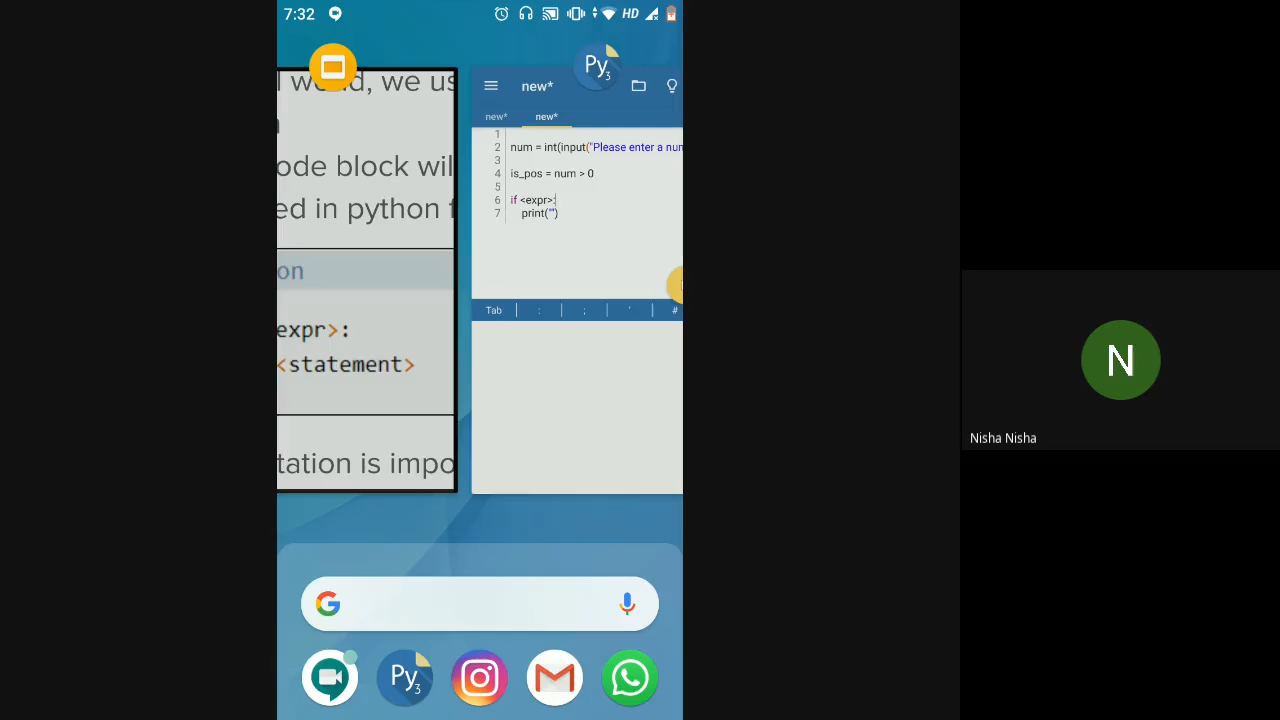 7:32
HD
l world, we us
n
ode block wil
ed in python f
on
expr>:
<statement>
tation is impo
Py3
new*
new* new*
1
2 num = int(input("Please enter a num
3
4 is_pos = num > 0
5
6 if <expr>:
7 print("")
Tab : ; ' #
Py3
N
Nisha Nisha